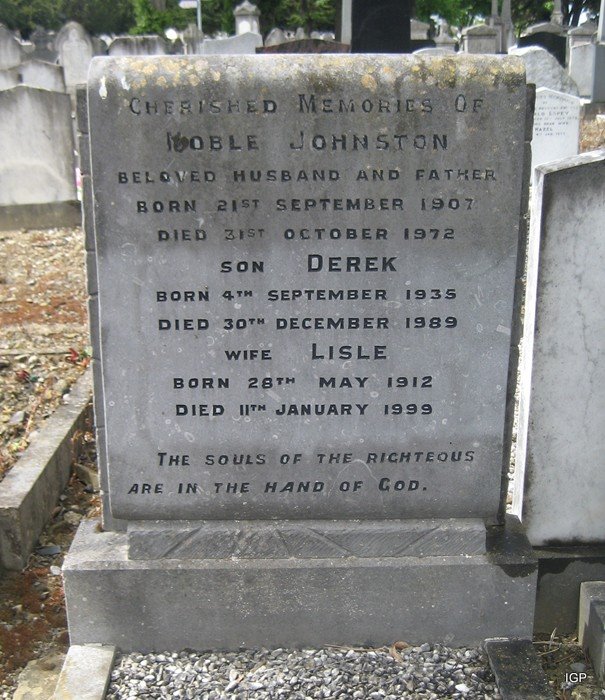 CHERISHED MEMORIES OF
NOBLE JOHNSTON
BELOVED HUSBAND AND FATHER
BORN 21ST SEPTEMBER 1907
DIED 31ST OCTOBER 1972
SON DEREK
BORN 4TH SEPTEMBER 1935
DIED 30TH DECEMBER 1989
WIFE LISLE
BORN 28TH MAY 1912
DIED 11TH JANUARY 1999
THE SOULS OF THE RIGHTEOUS
ARE IN THE HAND OF GOD.
HAZEL
IGP